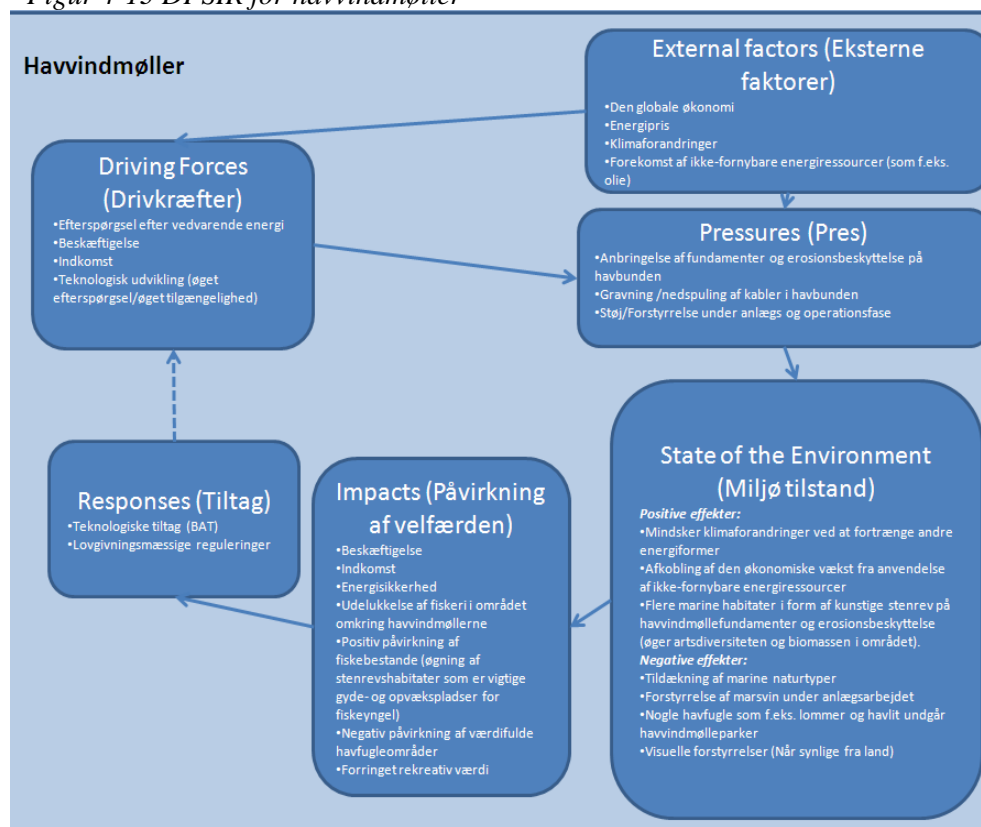 Figur 4-15 DPSIR for havvindmøller
Havvindmøller
External factors (Eksterne
faktorer)
•Den globale økonomi
•Energipris
•Klimaforandringer
•Forekomst af ikke-fornybare energiressourcer (som f.eks.
olie)
Driving Forces
(Drivkræfter)
•Efterspørgsel efter vedvarende energi
•Beskæftigelse
•Indkomst
•Teknologisk udvikling (øget
efterspørgsel/øget tilgængelighed)
Pressures (Pres)
•Anbringelse af fundamenter og erosionsbeskyttelse på
havbunden
•Gravning /nedspuling af kabler i havbunden
•Støj/Forstyrrelse under anlægs og operationsfase
State of the Environment
(Miljø tilstand)
Positive effekter:
•Mindsker klimaforandringer ved at fortrænge andre
energiformer
•Afkobling af den økonomiske vækst fra anvendelse
af ikke-fornybare energiressourcer
•Flere marine habitater i form af kunstige stenrev på
havvindmøllefundamenter og erosionsbeskyttelse
(øger artsdiversiteten og biomassen i området).
Negative effekter:
•Tildækning af marine naturtyper
•Forstyrrelse af marsvin under anlægsarbejdet
•Nogle havfugle som f.eks. lommer og havlit undgår
havvindmølleparker
•Visuelle forstyrrelser (Når synlige fra land)
Impacts (Påvirkning
af velfærden)
•Beskæftigelse
•Indkomst
•Energisikkerhed
•Udelukkelse af fiskeri i området
omkring havvindmøllerne
•Positiv påvirkning af
fiskebestande (øgning af
stenrevshabitater som er vigtige
gyde- og opvækspladser for
fiskeyngel)
•Negativ påvirkning af værdifulde
havfugleområder
•Forringet rekreativ værdi
Responses (Tiltag)
•Teknologiske tiltag (BAT)
•Lovgivningsmæssige reguleringer